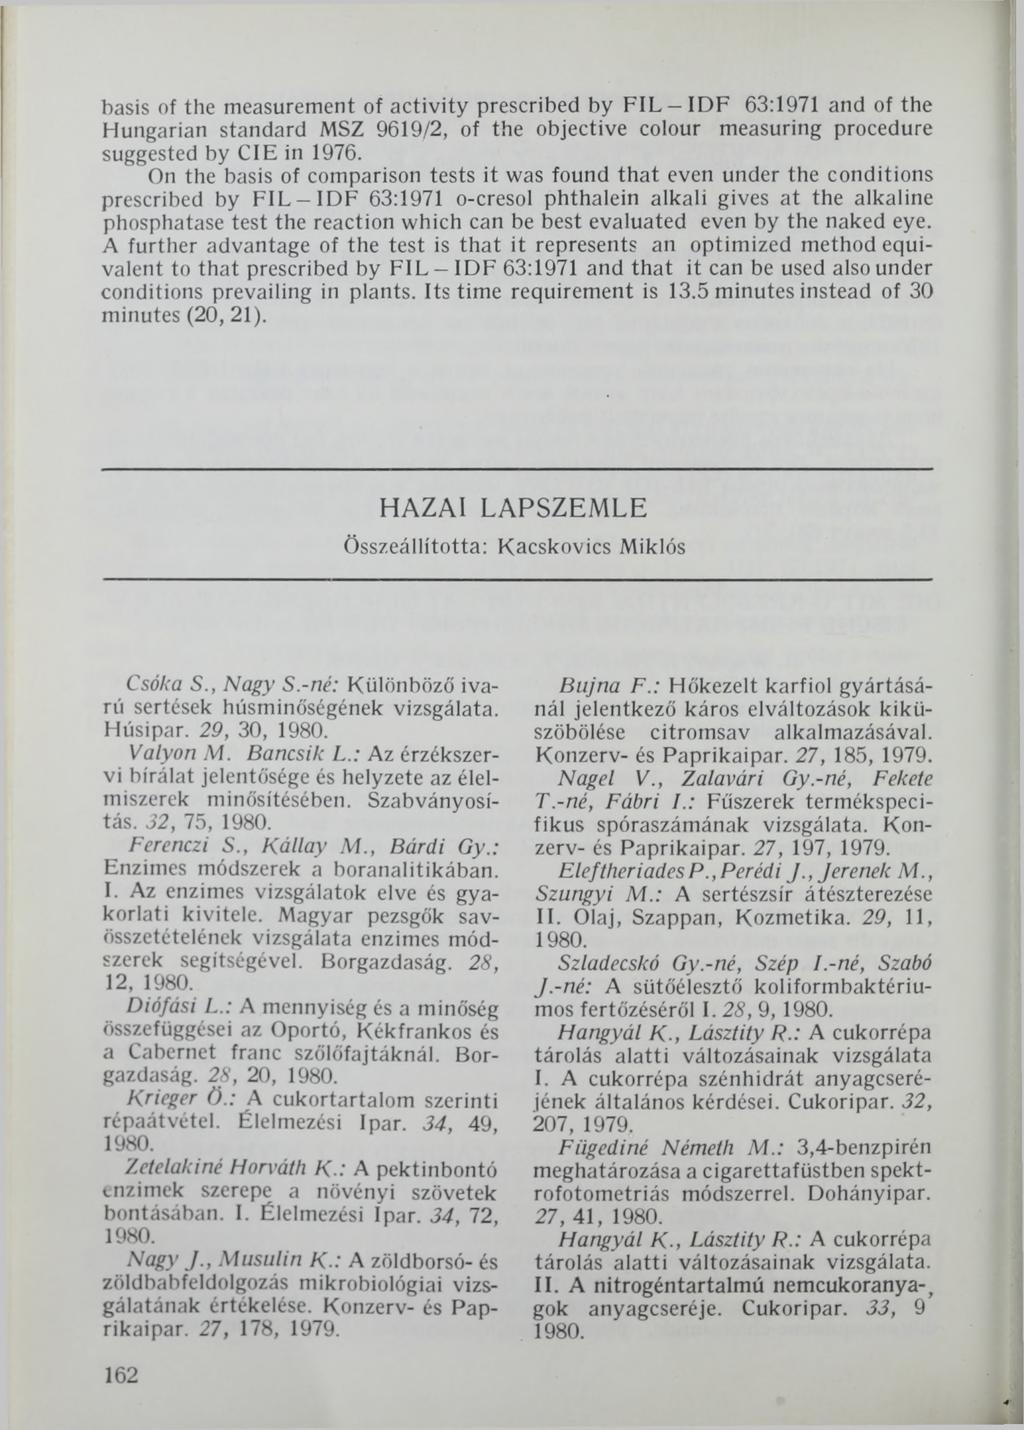 basis of the measurement of activity prescribed by FIL – IDF 63:1971 and of the
Hungarian standard MSZ 9619/2, of the objective colour measuring procedure
suggested by CIE in 1976.
On the basis of comparison tests it was found that even under the conditions
prescribed by FIL – IDF 63:1971 o-cresol phthalein alkali gives at the alkaline
phosphatase test the reaction which can be best evaluated even by the naked eye.
A further advantage of the test is that it represents an optimized method equi-
valent to that prescribed by FIL – IDF 63:1971 and that it can be used also under
conditions prevailing in plants. Its time requirement is 13.5 minutes instead of 30
minutes (20, 21).
HAZAI LAPSZEMLE
Összeállította: Kacskovics Miklós
Csóka S., Nagy S.-né: Különböző iva-
rú sertések húsminőségének vizsgálata.
Húsipar. 29, 30, 1980.
Valyon M. Bancsik L.: Az érzékszer-
vi bírálat jelentősége és helyzete az élel-
miszerek minősítésében. Szabványosí-
tás. 32, 75, 1980.
Ferenczi S., Kállay M., Bárdi Gy.:
Enzimes módszerek a boranalitikában.
I. Az enzimes vizsgálatok elve és gya-
korlati kivitele. Magyar pezsgők sav-
összetételének vizsgálata enzimes mód-
szerek segítségével. Borgazdaság. 28,
12, 1980.
Diófási L.: A mennyiség és a minőség
összefüggései az Oportó, Kékfrankos és
a Cabernet franc szőlőfajtáknál. Bor-
gazdaság. 28, 20, 1980.
Krieger Ö.: A cukortartalom szerinti
répaátvétel. Élelmezési Ipar. 34, 49,
1980.
Zetelakiné Horváth K.: A pektinbontó
enzimek szerepe a növényi szövetek
bontásában. I. Élelmezési Ipar. 34, 72,
1980.
Nagy J., Musulin K.: A zöldborsó- és
zöldbabfeldolgozás mikrobiológiai vizs-
gálatának értékelése. Konzerv- és Pap-
rikaipar. 27, 178, 1979.
162
Bujna F.: Hőkezelt karfiol gyártásá-
nál jelentkező káros elváltozások kikü-
szöbölése citromsav alkalmazásával.
Konzerv- és Paprikaipar. 27, 185, 1979.
Nagel V., Zalavári Gy.-né, Fekete
T.-né, Fábri I.: Fűszerek termékspeci-
fikus spóraszámának vizsgálata. Kon-
zerv- és Paprikaipar. 27, 197, 1979.
Eleftheriades P., Perédi J., Jerenek M.,
Szungyi M.: A sertészsír átészterezése
II. Olaj, Szappan, Kozmetika. 29, 11,
1980.
Szladecskó Gy.-né, Szép I.-né, Szabó
J.-né: A sütőélesztő koliformbaktériu-
mos fertőzéséről I. 28, 9, 1980.
Hangyál K., Lásztity R.: A cukorrépa
tárolás alatti változásainak vizsgálata
I. A cukorrépa szénhidrát anyagcseré-
jének általános kérdései. Cukoripar. 32,
207, 1979.
Fügediné Németh M.: 3,4-benzpirén
meghatározása a cigarettafüstben spekt-
rofotometriás módszerrel. Dohányipar.
27, 41, 1980.
Hangyál K., Lásztity R.: A cukorrépa
tárolás alatti változásainak vizsgálata.
II. A nitrogéntartalmú nemcukoranya-,
gok anyagcseréje. Cukoripar. 33, 9
1980.